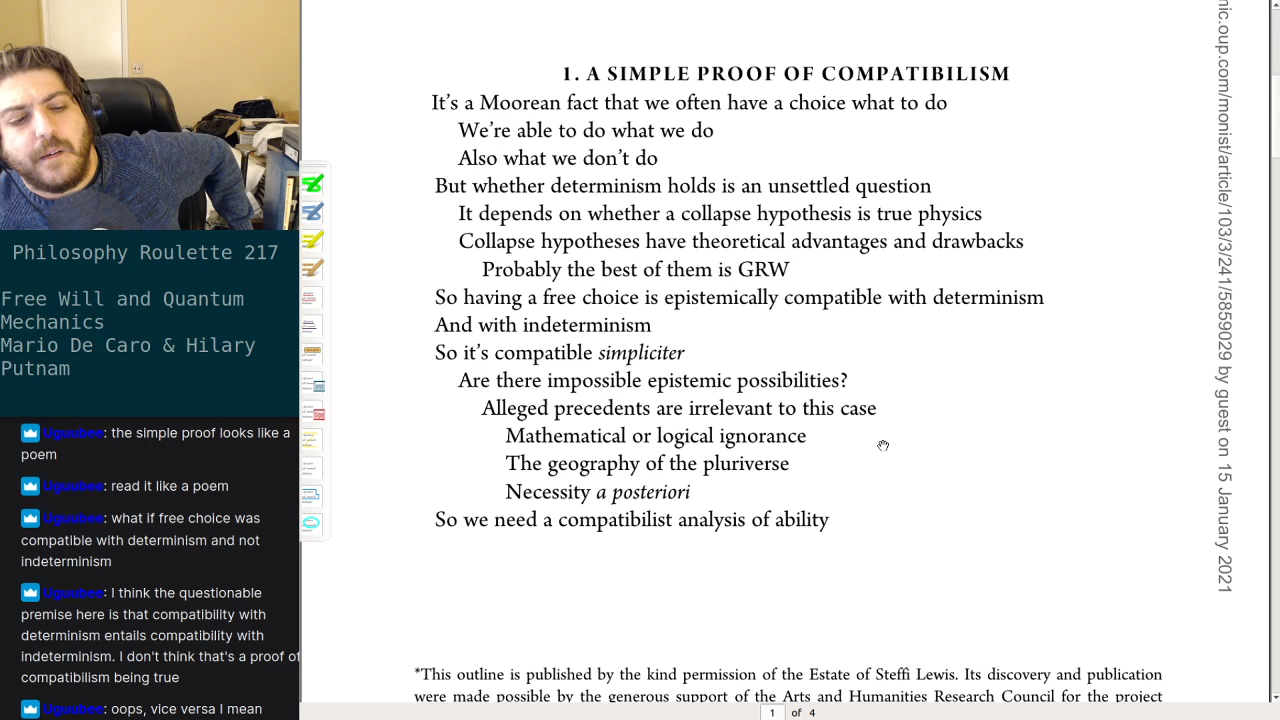 Philosophy Roulette 217
Free Will and Quantum
Mechanics
Mario De Caro & Hilary
Putnam
Uguubee: the simple proof looks like a
poem
Uguubee: read it like a poem
Uguubee: what if free choice was
compatible with determinism and not
indeterminism
Uguubee: I think the questionable
premise here is that compatibility with
determinism entails compatibility with
indeterminism. I don't think that's a proof of
compatibilism being true
Uguubee: oops, vice versa I mean
1. A SIMPLE PROOF OF COMPATIBILISM
It's a Moorean fact that we often have a choice what to do
We're able to do what we do
Also what we don't do
But whether determinism holds is an unsettled question
It depends on whether a collapse hypothesis is true physics
Collapse hypotheses have theoretical advantages and drawbacks
Probably the best of them is GRW
So having a free choice is epistemically compatible with determinism
And with indeterminism
So it's compatible simpliciter
Are there impossible epistemic possibilities?
Alleged precedents are irrelevant to this case
Mathematical or logical ignorance
The geography of the pluriverse
Necessity a posteriori
So we need a compatibilist analysis of ability
*This outline is published by the kind permission of the Estate of Steffi Lewis. Its discovery and publication
were made possible by the generous support of the Arts and Humanities Research Council for the project
1 of 4
nic.oup.com/monist/article/103/3/241/5859029 by guest on 15 January 2021